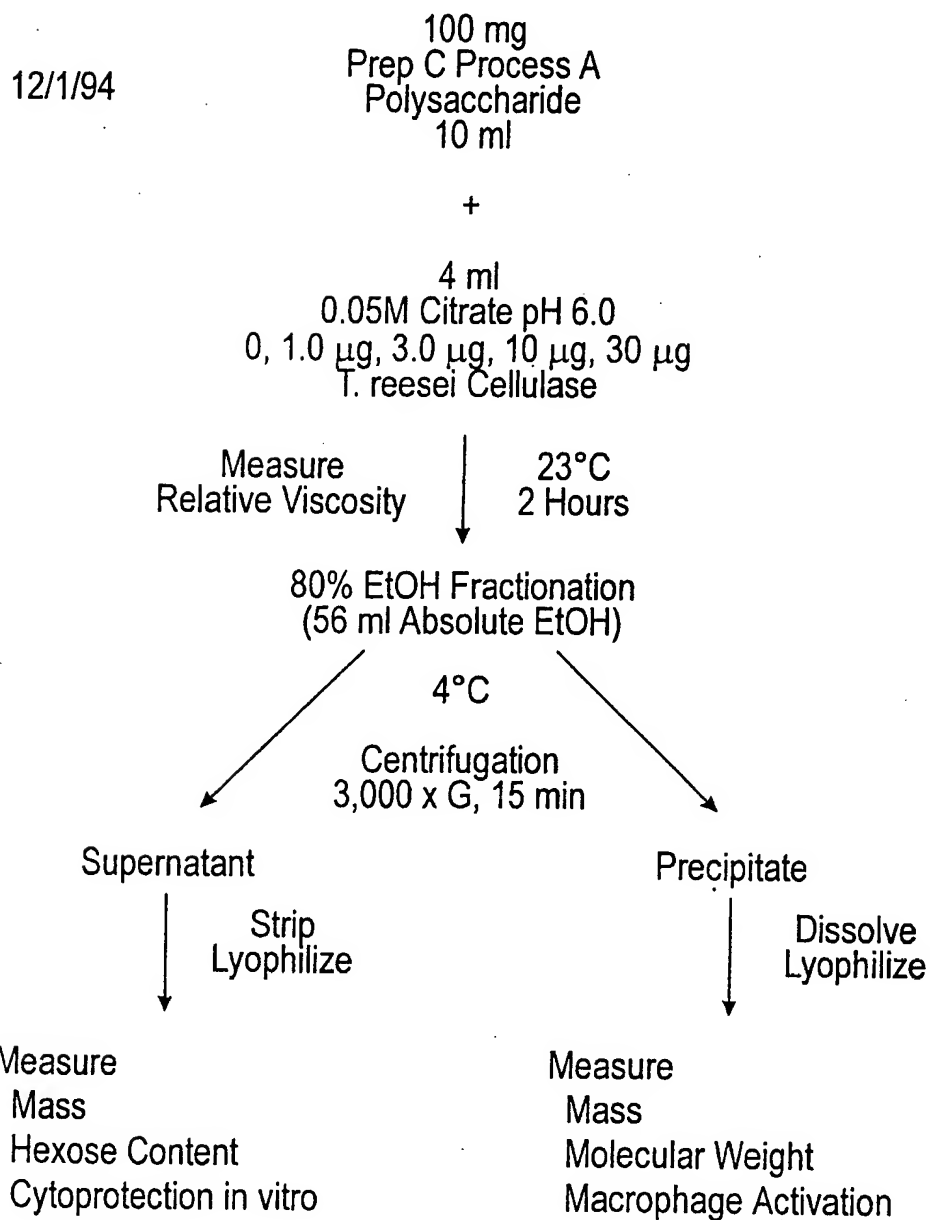 12/1/94
100 mg
Prep C Process A
Polysaccharide
10 ml
+
4 ml
0.05M Citrate pH 6.0
0, 1.0 µg, 3.0 µg, 10 µg, 30 µg
T. reesei Cellulase
Measure
Relative Viscosity
23°C
2 Hours
80% EtOH Fractionation
(56 ml Absolute EtOH)
4°C
Centrifugation
3,000 x G, 15 min
Supernatant
Strip
Lyophilize
Measure
Mass
Hexose Content
Cytoprotection in vitro
Precipitate
Dissolve
Lyophilize
Measure
Mass
Molecular Weight
Macrophage Activation